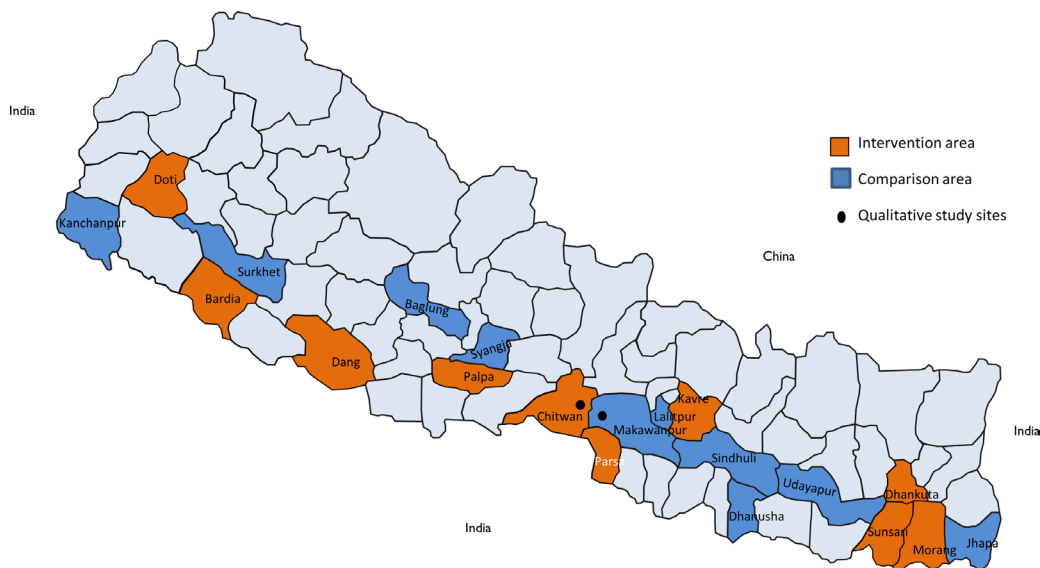 India
Intervention area
Comparison area
Qualitative study sites
China
Doti
Kanchanpur
Surkhet
Bardia
Baglung
Syangja
Dang
Palpa
Chitwan
Kavre
Lalitpur
Makawanpur
Parsa
Sindhuli
Udayapur
Dhanusha
Dhankuta
Sunsari
Morang
Jhapa
India
India